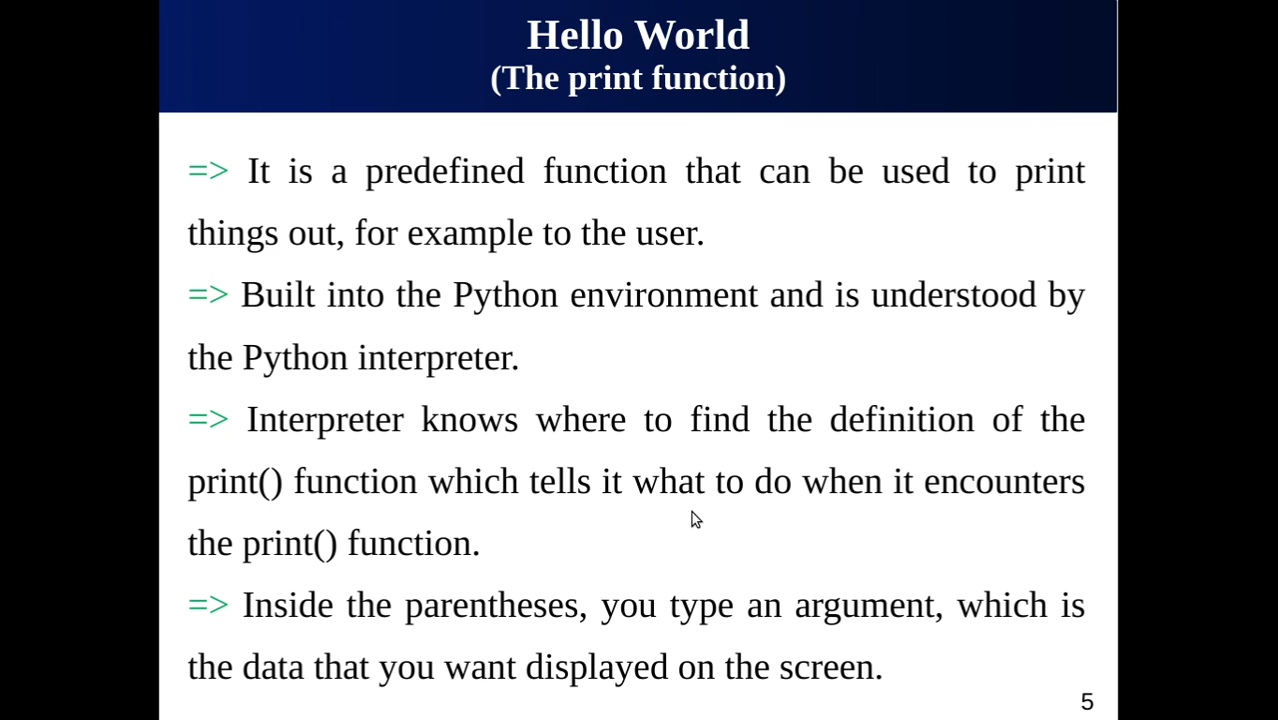 Hello World
(The print function)
=> It is a predefined function that can be used to print
things out, for example to the user.
=> Built into the Python environment and is understood by
the Python interpreter.
=> Interpreter knows where to find the definition of the
print() function which tells it what to do when it encounters
the print() function.
=> Inside the parentheses, you type an argument, which is
the data that you want displayed on the screen.
5